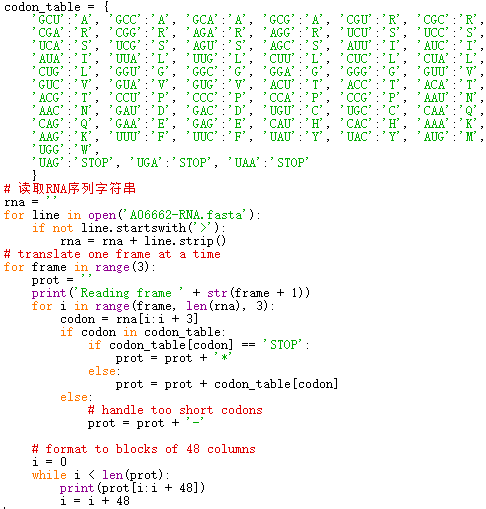 codon_table = {
    'GCU':'A', 'GCC':'A', 'GCA':'A', 'GCG':'A', 'CGU':'R', 'CGC':'R',
    'CGA':'R', 'CGG':'R', 'AGA':'R', 'AGG':'R', 'UCU':'S', 'UCC':'S',
    'UCA':'S', 'UCG':'S', 'AGU':'S', 'AGC':'S', 'AUU':'I', 'AUC':'I',
    'AUA':'I', 'UUA':'L', 'UUG':'L', 'CUU':'L', 'CUC':'L', 'CUA':'L',
    'CUG':'L', 'GGU':'G', 'GGC':'G', 'GGA':'G', 'GGG':'G', 'GUU':'V',
    'GUC':'V', 'GUA':'V', 'GUG':'V', 'ACU':'T', 'ACC':'T', 'ACA':'T',
    'ACG':'T', 'CCU':'P', 'CCC':'P', 'CCA':'P', 'CCG':'P', 'AAU':'N',
    'AAC':'N', 'GAU':'D', 'GAC':'D', 'UGU':'C', 'UGC':'C', 'CAA':'Q',
    'CAG':'Q', 'GAA':'E', 'GAG':'E', 'CAU':'H', 'CAC':'H', 'AAA':'K',
    'AAG':'K', 'UUU':'F', 'UUC':'F', 'UAU':'Y', 'UAC':'Y', 'AUG':'M',
    'UGG':'W',
    'UAG':'STOP', 'UGA':'STOP', 'UAA':'STOP'
    }
# 读取RNA序列字符串
rna = ''
for line in open('A06662-RNA.fasta'):
    if not line.startswith('>'):
        rna = rna + line.strip()
# translate one frame at a time
for frame in range(3):
    prot = ''
    print('Reading frame ' + str(frame + 1))
    for i in range(frame, len(rna), 3):
        codon = rna[i:i + 3]
        if codon in codon_table:
            if codon_table[codon] == 'STOP':
                prot = prot + '*'
            else:
                prot = prot + codon_table[codon]
        else:
            # handle too short codons
            prot = prot + '-'

    # format to blocks of 48 columns
    i = 0
    while i < len(prot):
        print(prot[i:i + 48])
        i = i + 48